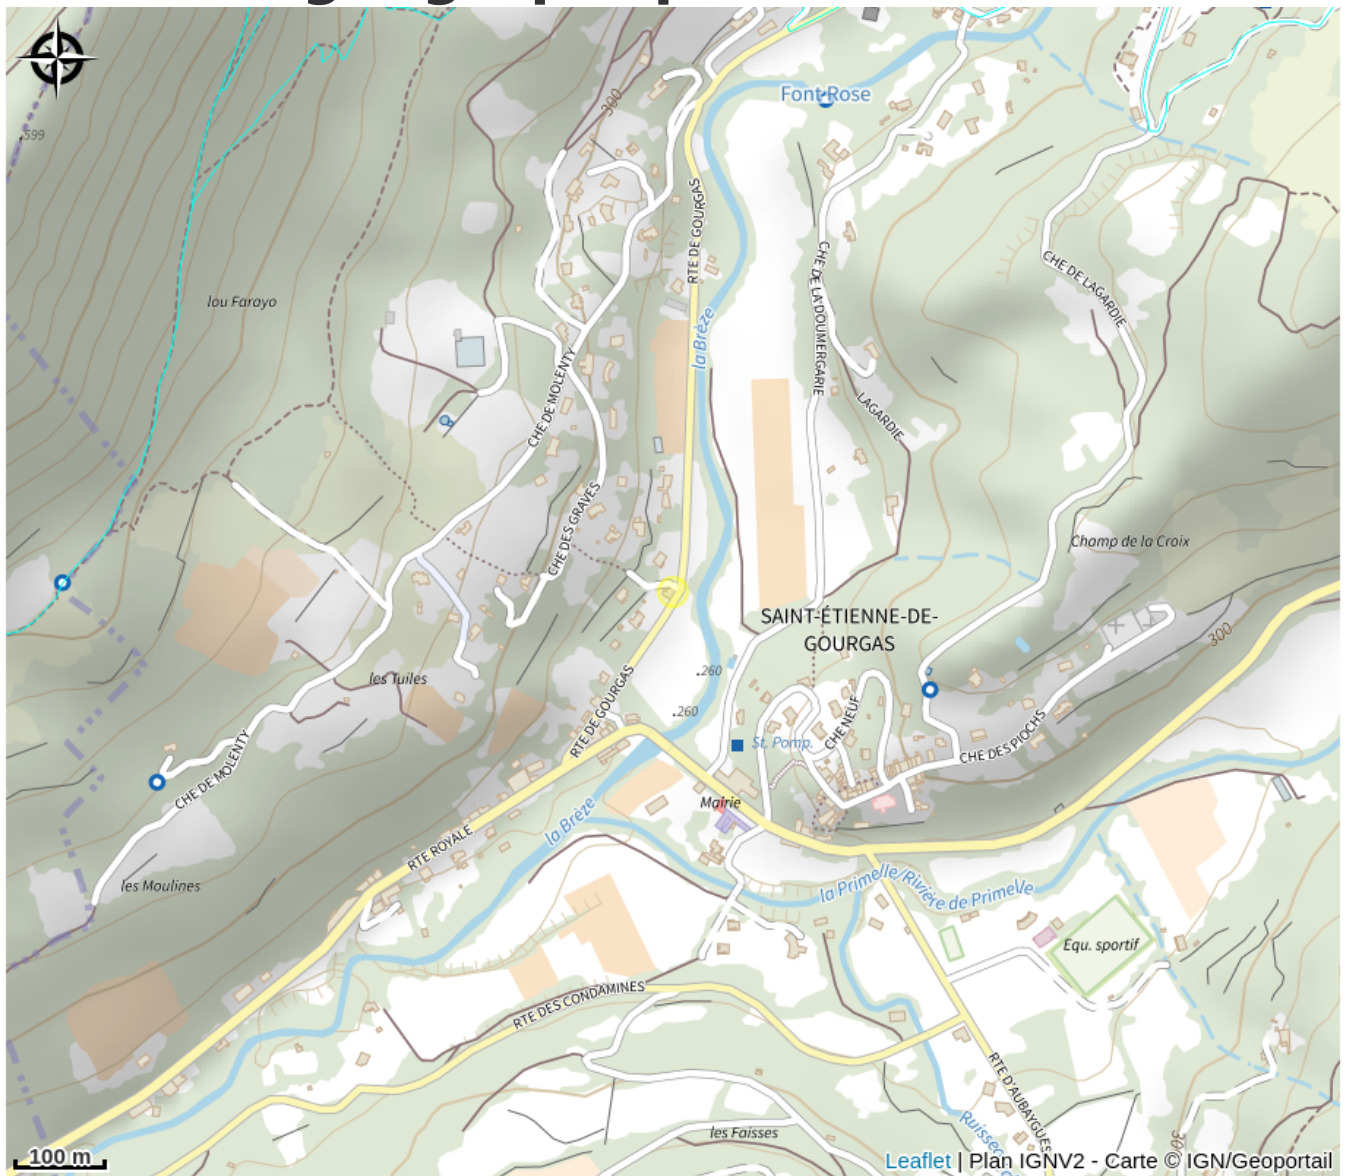 Font Rose
300
599
RTE DE GOURGAS
CHE DE LA DOUMERGARIE
CHE DE LAGARDIE
lou Farayo
la Brèze
CHE DE MOLENTY
LAGARDIE
CHE DES GRAVES
Champ de la Croix
SAINT-ÉTIENNE-DE-
GOURGAS
300
les Tuiles
.260
.260
RTE DE GOURGAS
CHE NEUF
St. Pomp.
CHE DES PIOCHS
CHE DE MOLENTY
Mairie
la Brèze
RTE ROYALE
les Moulines
la Primelle/Rivière de Primelle
Equ. sportif
RTE DES CONDAMINES
RTE D'AUBAYGUES
les Faisses
100 m
Leaflet | Plan IGNV2 - Carte © IGN/Geoportail